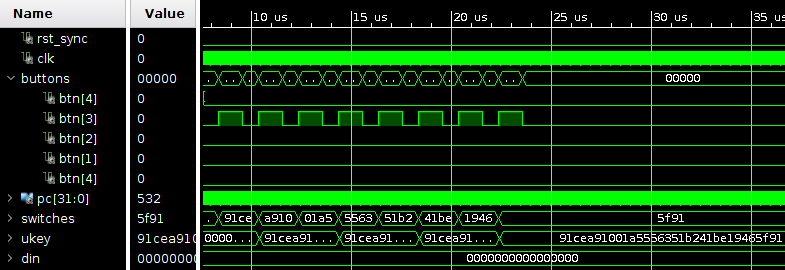 Name Value 10 us 15 us 20 us 25 us 30 us 35 us
rst_sync 0
clk 0
buttons 00000 .. .. . .. . .. . .. . .. . .. . .. 00000
btn[4] 0
btn[3] 0
btn[2] 0
btn[1] 0
btn[4] 0
pc[31:0] 532
switches 5f91 . 91ce a910 01a5 5563 51b2 41be 1946 5f91
ukey 91cea910 0000... 91cea91... 91cea91... 91cea91... 91cea91001a5556351b241be19465f91
din 00000000 0000000000000000